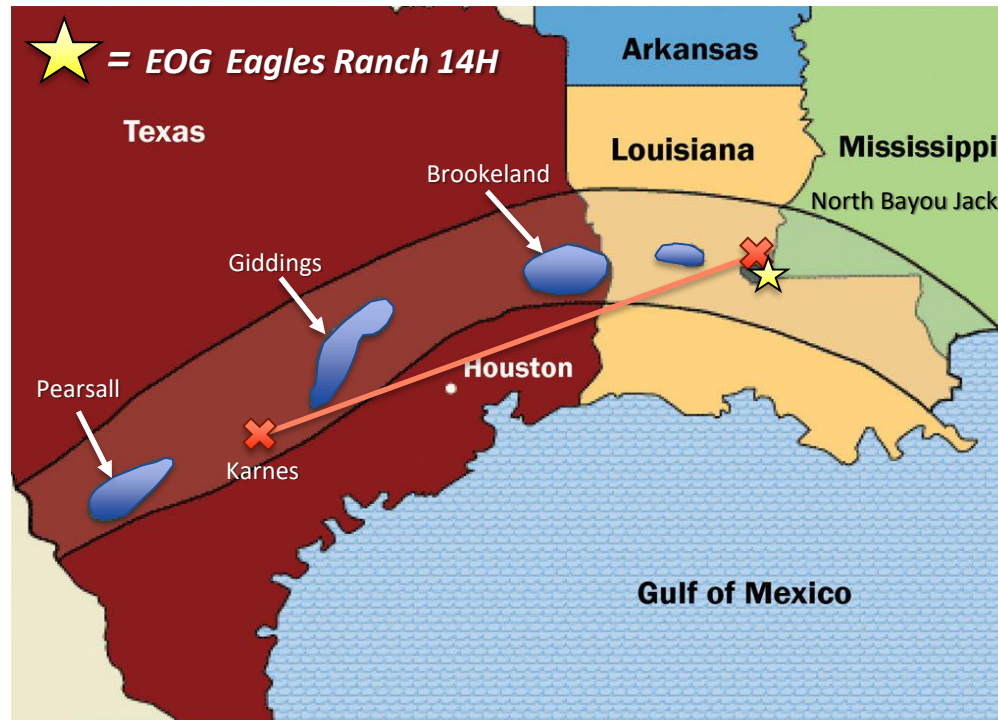 = EOG Eagles Ranch 14H
Arkansas
Texas
Louisiana
Mississippi
Brookeland
North Bayou Jack
Giddings
Houston
Pearsall
Karnes
Gulf of Mexico